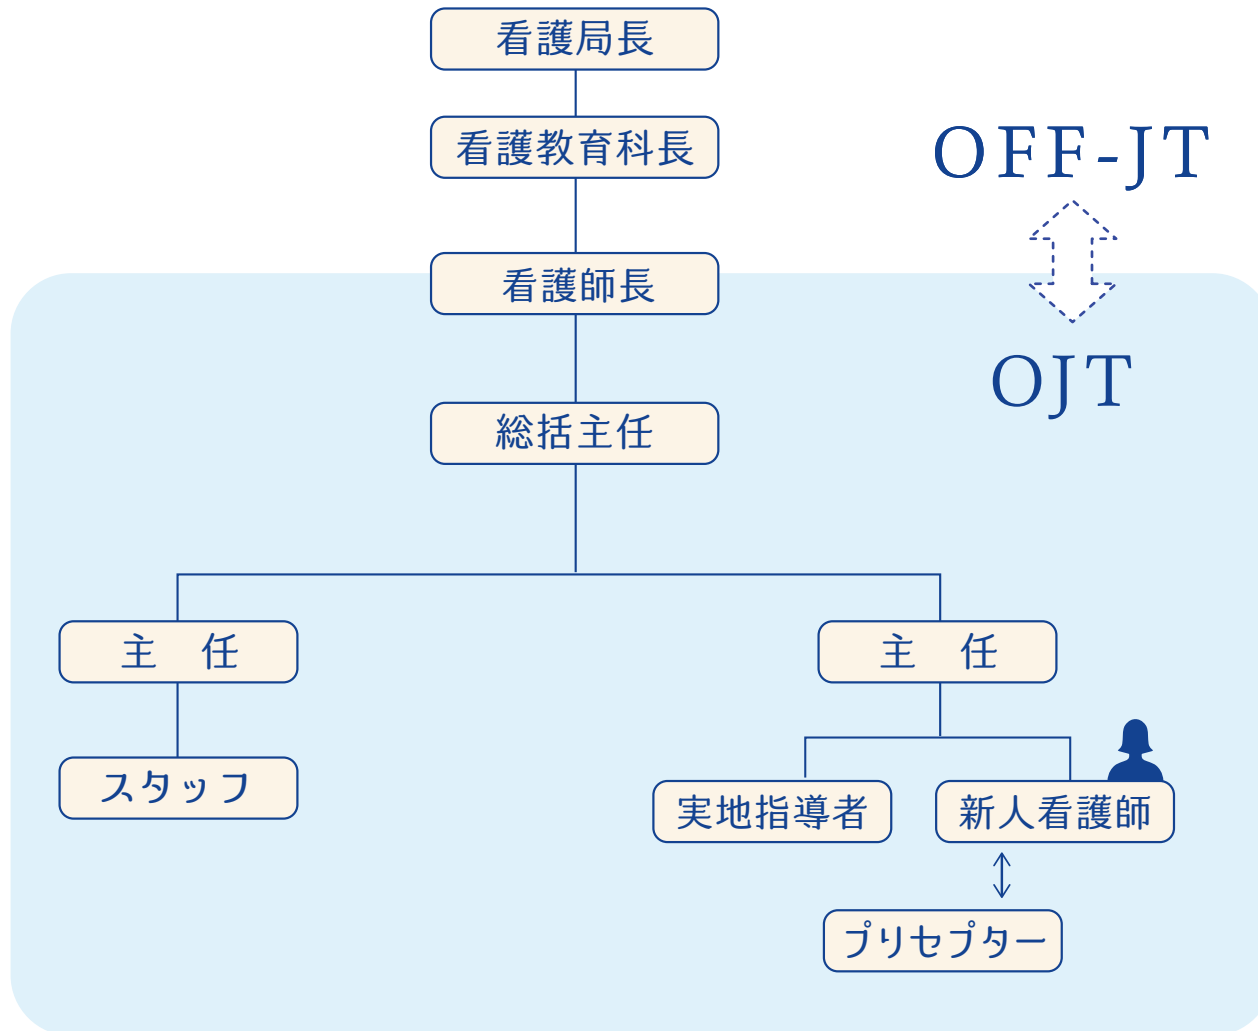 看護局長
看護教育科長
OFF-JT
看護師長
OJT
総括主任
主　任
主　任
スタッフ
実地指導者
新人看護師
プリセプター